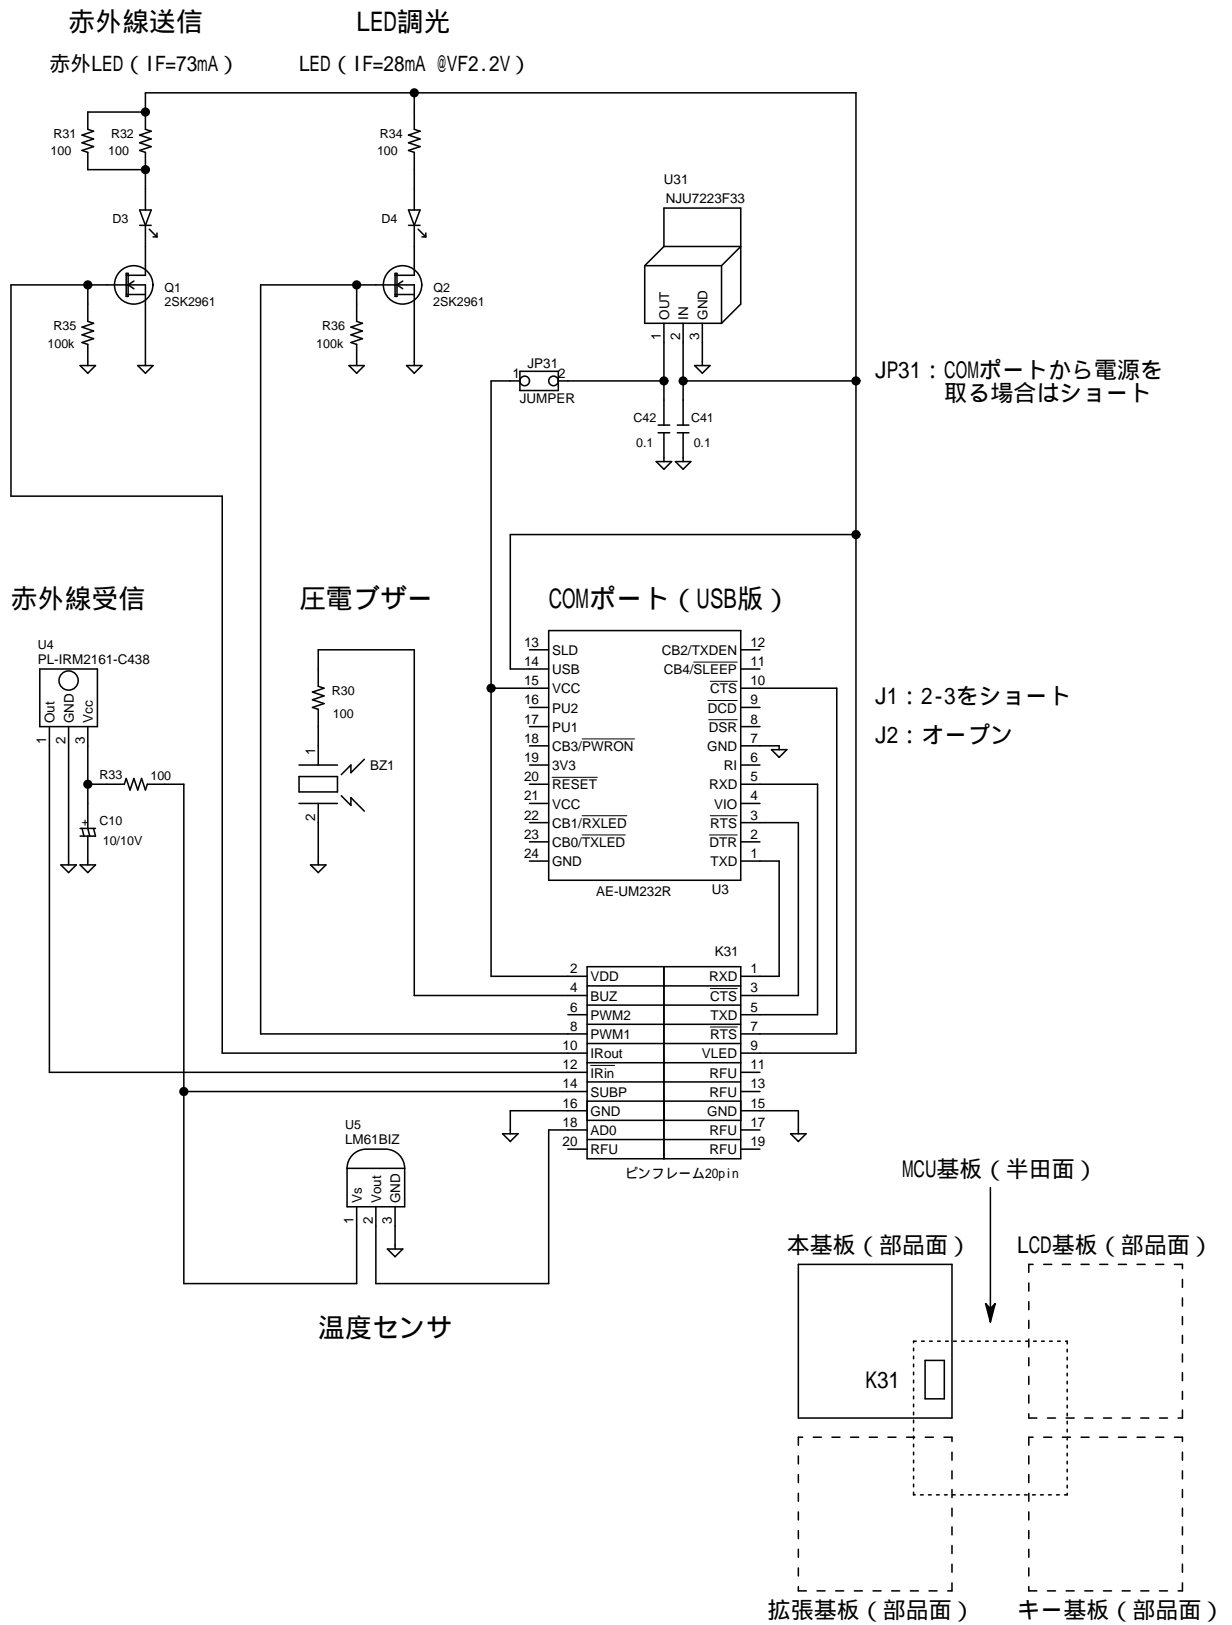 赤外線送信
LED調光
赤外LED(IF=73mA)
LED(IF=28mA @VF2.2V)
R31
100
R32
100
R34
100
D3
D4
Q1
2SK2961
Q2
2SK2961
R35
100k
R36
100k
U31
NJU7223F33
OUT
IN
GND
1
2
3
JP31
1
2
JUMPER
C42
0.1
C41
0.1
JP31:COMポートから電源を
取る場合はショート
赤外線受信
圧電ブザー
COMポート(USB版)
U4
PL-IRM2161-C438
Out
GND
Vcc
1
2
3
R33
100
C10
+
10/10V
R30
100
1
BZ1
2
13 SLD
14 USB
15 VCC
16 PU2
17 PU1
18 CB3/PWRON
19 3V3
20 RESET
21 VCC
22 CB1/RXLED
23 CB0/TXLED
24 GND
CB2/TXDEN 12
CB4/SLEEP 11
CTS 10
DCD 9
DSR 8
GND 7
RI 6
RXD 5
VIO 4
RTS 3
DTR 2
TXD 1
AE-UM232R
U3
J1:2-3をショート
J2:オープン
K31
2 VDD RXD 1
4 BUZ CTS 3
6 PWM2 TXD 5
8 PWM1 RTS 7
10 IRout VLED 9
12 IRin RFU 11
14 SUBP RFU 13
16 GND GND 15
18 AD0 RFU 17
20 RFU RFU 19
ピンフレーム20pin
U5
LM61BIZ
Vs
Vout
GND
1
2
3
温度センサ
MCU基板(半田面)
本基板(部品面)
LCD基板(部品面)
K31
拡張基板(部品面)
キー基板(部品面)